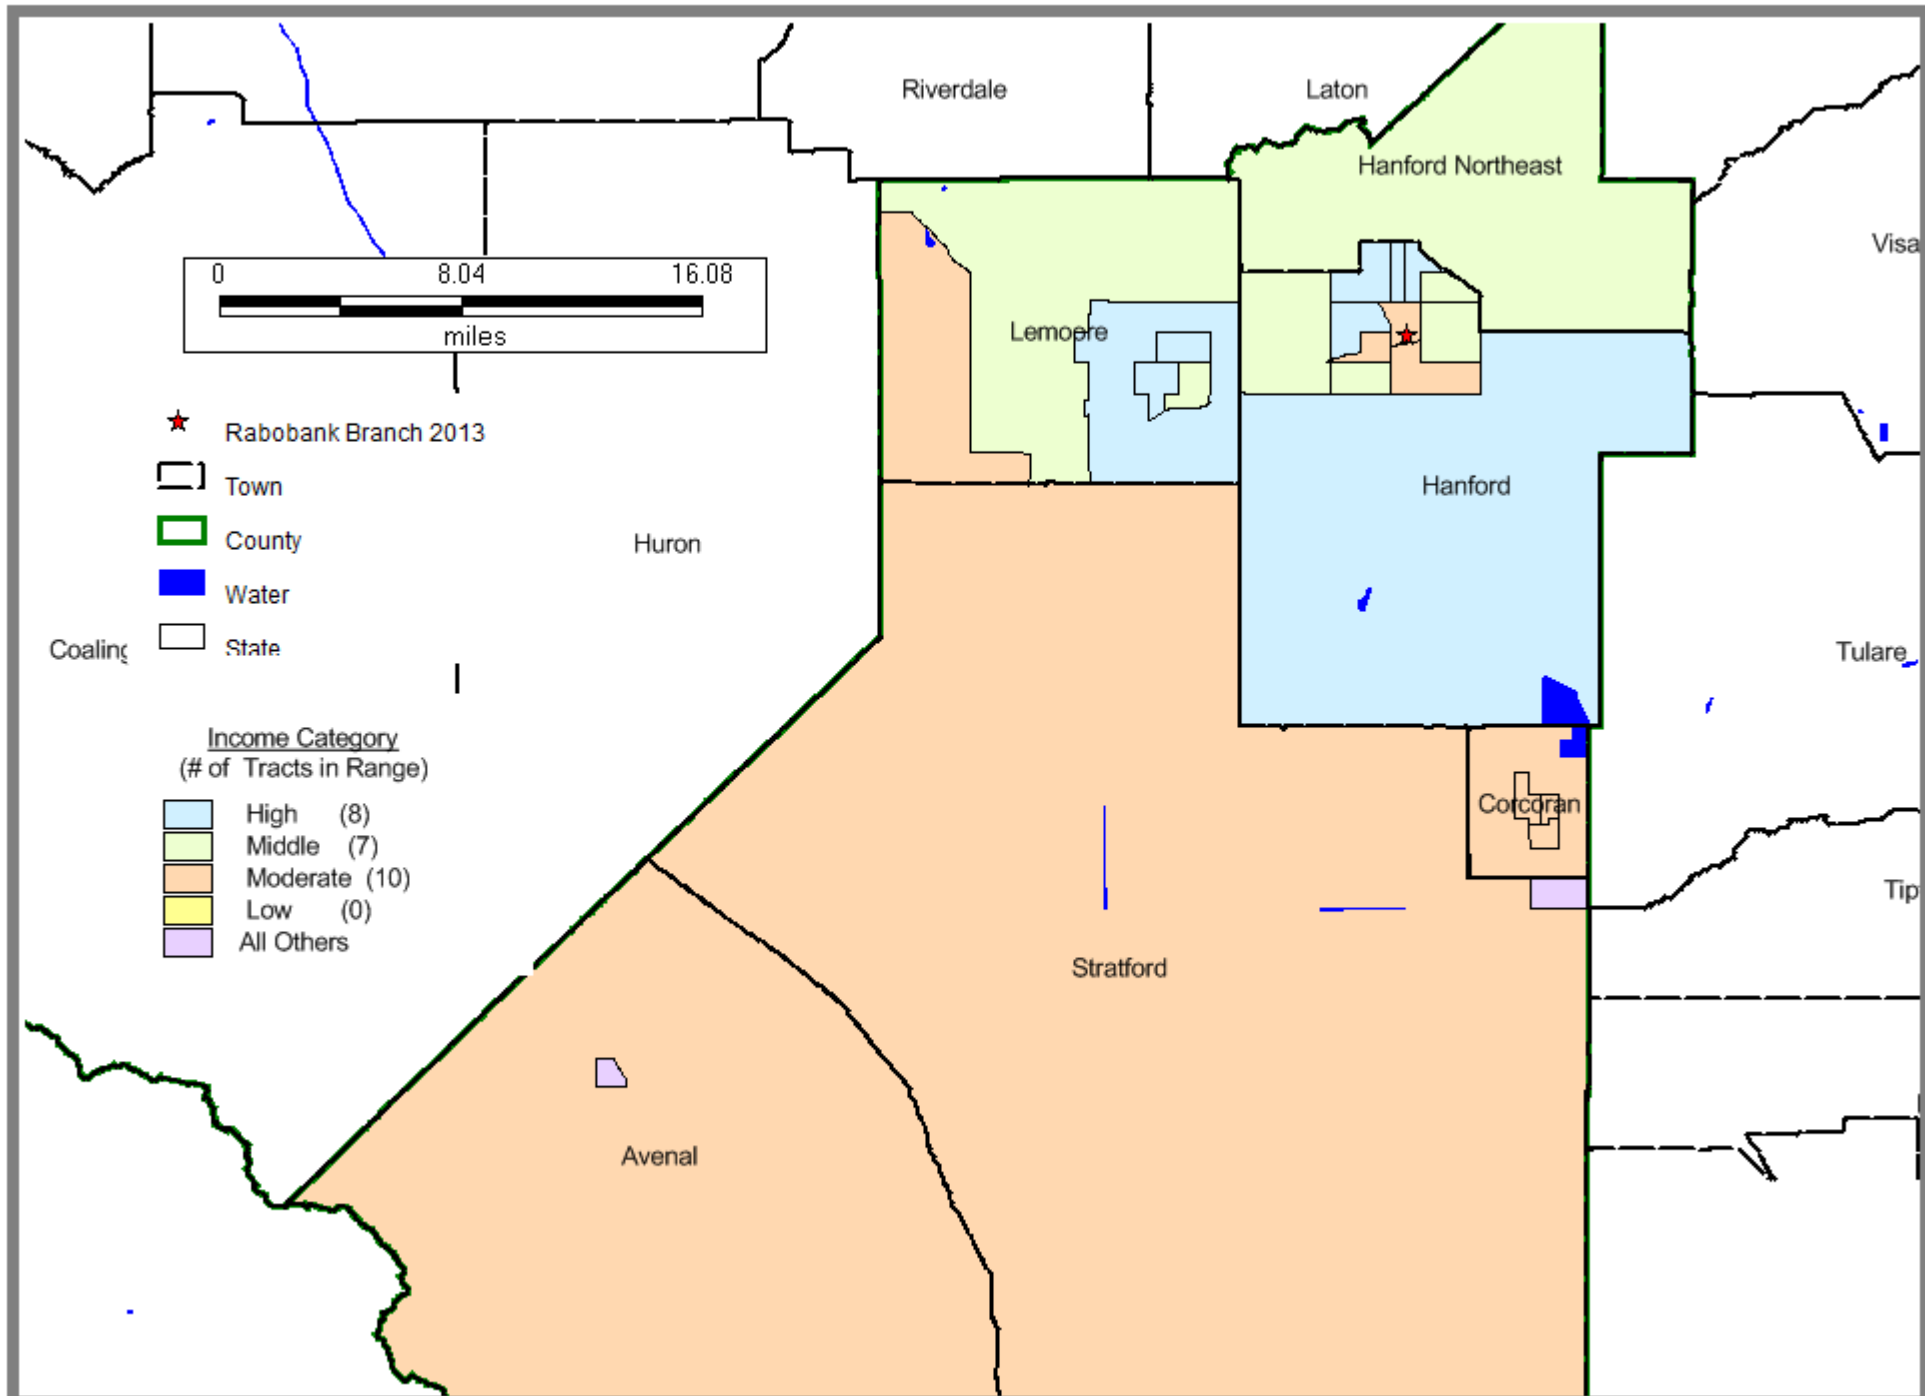 Riverdale
Laton
Hanford Northeast
Visa
0 8.04 16.08
miles
Lemoore
Rabobank Branch 2013
Town
County
Water
State
Hanford
Huron
Coaling
Tulare
Income Category
(# of Tracts in Range)
High (8)
Middle (7)
Moderate (10)
Low (0)
All Others
Corcoran
Tip
Stratford
Avenal